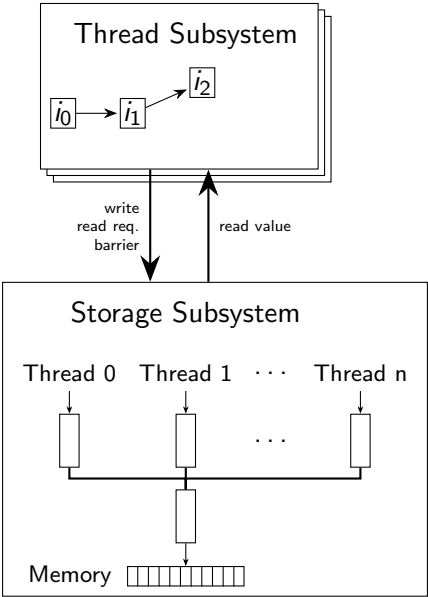 Thread Subsystem
i₂
i₀ i₁
write
read req.
barrier
read value
Storage Subsystem
Thread 0 Thread 1 · · · Thread n
· · ·
Memory